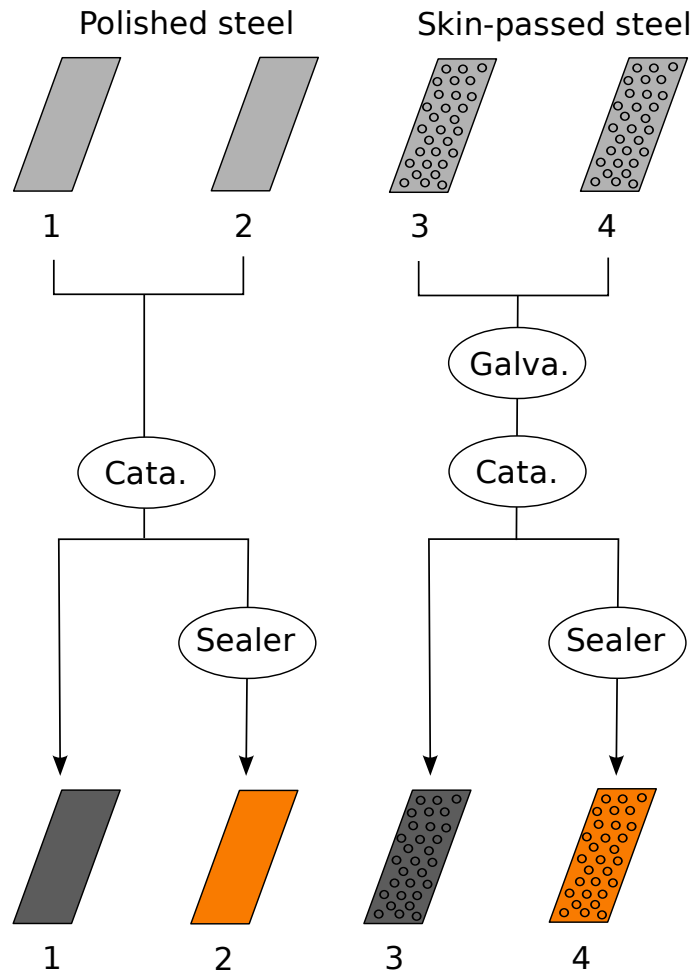 Polished steel
Skin-passed steel
1
2
3
4
Galva.
Cata.
Cata.
Sealer
Sealer
1
2
3
4